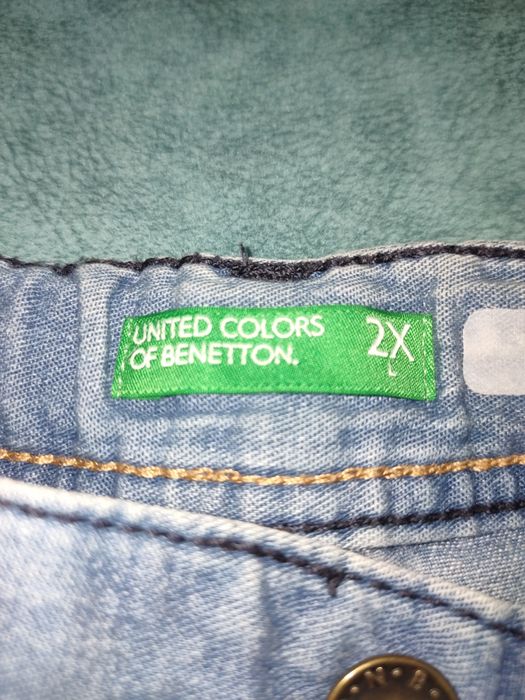 UNITED COLORS
OF BENETTON.
2X
L